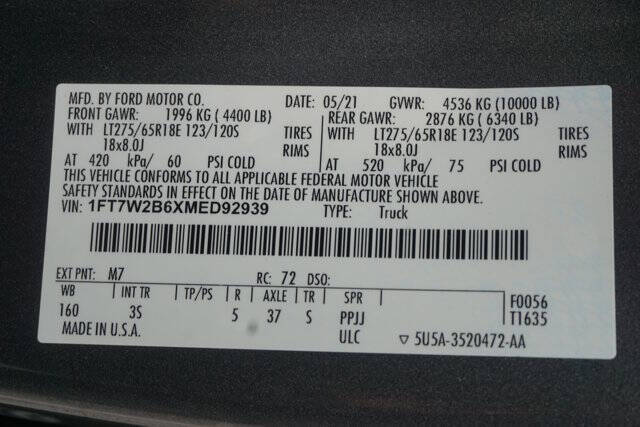 MFD. BY FORD MOTOR CO. DATE: 05/21 GVWR: 4536 KG (10000 LB)
FRONT GAWR: 1996 KG ( 4400 LB) REAR GAWR: 2876 KG ( 6340 LB)
WITH LT275/65R18E 123/120S TIRES WITH LT275/65R18E 123/120S TIRES
18x8.0J RIMS 18x8.0J RIMS
AT 420 kPa/ 60 PSI COLD AT 520 kPa/ 75 PSI COLD
THIS VEHICLE CONFORMS TO ALL APPLICABLE FEDERAL MOTOR VEHICLE
SAFETY STANDARDS IN EFFECT ON THE DATE OF MANUFACTURE SHOWN ABOVE.
VIN: 1FT7W2B6XMED92939 TYPE: Truck
EXT PNT: M7 RC: 72 DSO:
WB INT TR TP/PS R AXLE TR SPR F0056
160 3S 5 37 S PPJJ T1635
MADE IN U.S.A. ULC ▽ 5U5A-3520472-AA